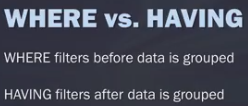 WHERE vs. HAVING
WHERE filters before data is grouped
HAVING filters after data is grouped